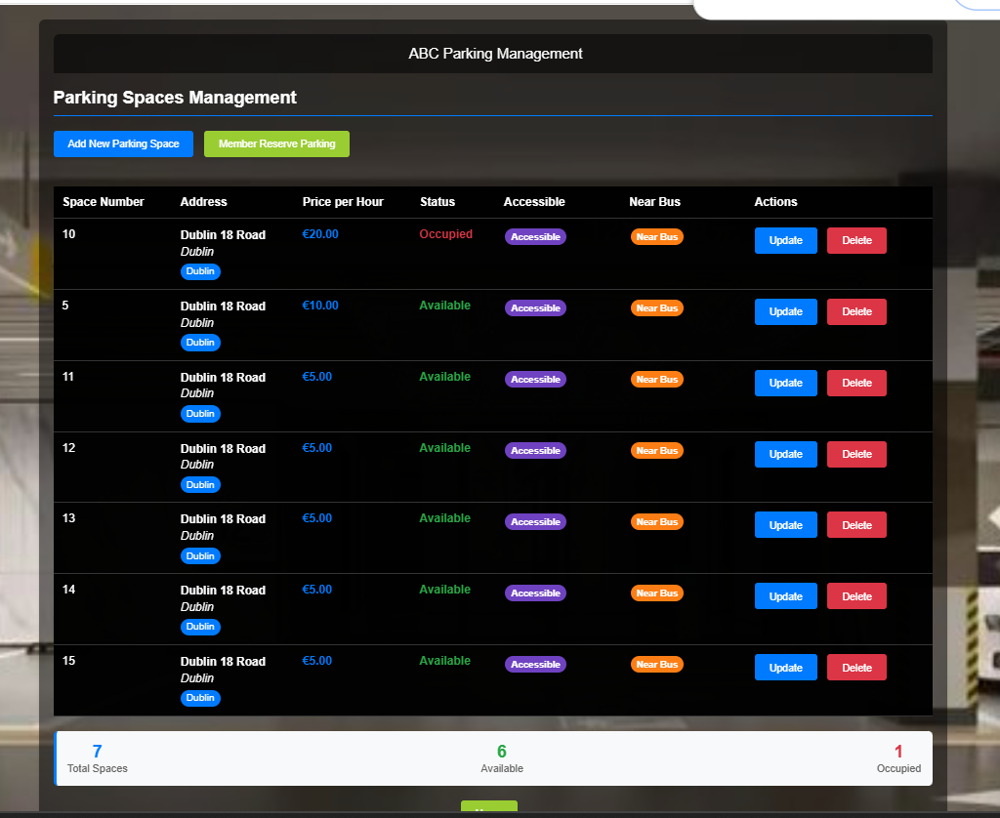 ABC Parking Management
Parking Spaces Management
Add New Parking Space Member Reserve Parking
Space Number Address Price per Hour Status Accessible Near Bus Actions
10 Dublin 18 Road €20.00 Occupied Accessible Near Bus Update Delete
Dublin
Dublin
5 Dublin 18 Road €10.00 Available Accessible Near Bus Update Delete
Dublin
Dublin
11 Dublin 18 Road €5.00 Available Accessible Near Bus Update Delete
Dublin
Dublin
12 Dublin 18 Road €5.00 Available Accessible Near Bus Update Delete
Dublin
Dublin
13 Dublin 18 Road €5.00 Available Accessible Near Bus Update Delete
Dublin
Dublin
14 Dublin 18 Road €5.00 Available Accessible Near Bus Update Delete
Dublin
Dublin
15 Dublin 18 Road €5.00 Available Accessible Near Bus Update Delete
Dublin
Dublin
7 6 1
Total Spaces Available Occupied